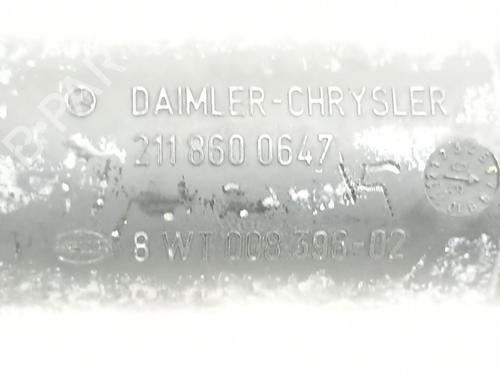 DAIMLER-CHRYSLER
211 860 0647
8 WT 008 396-02